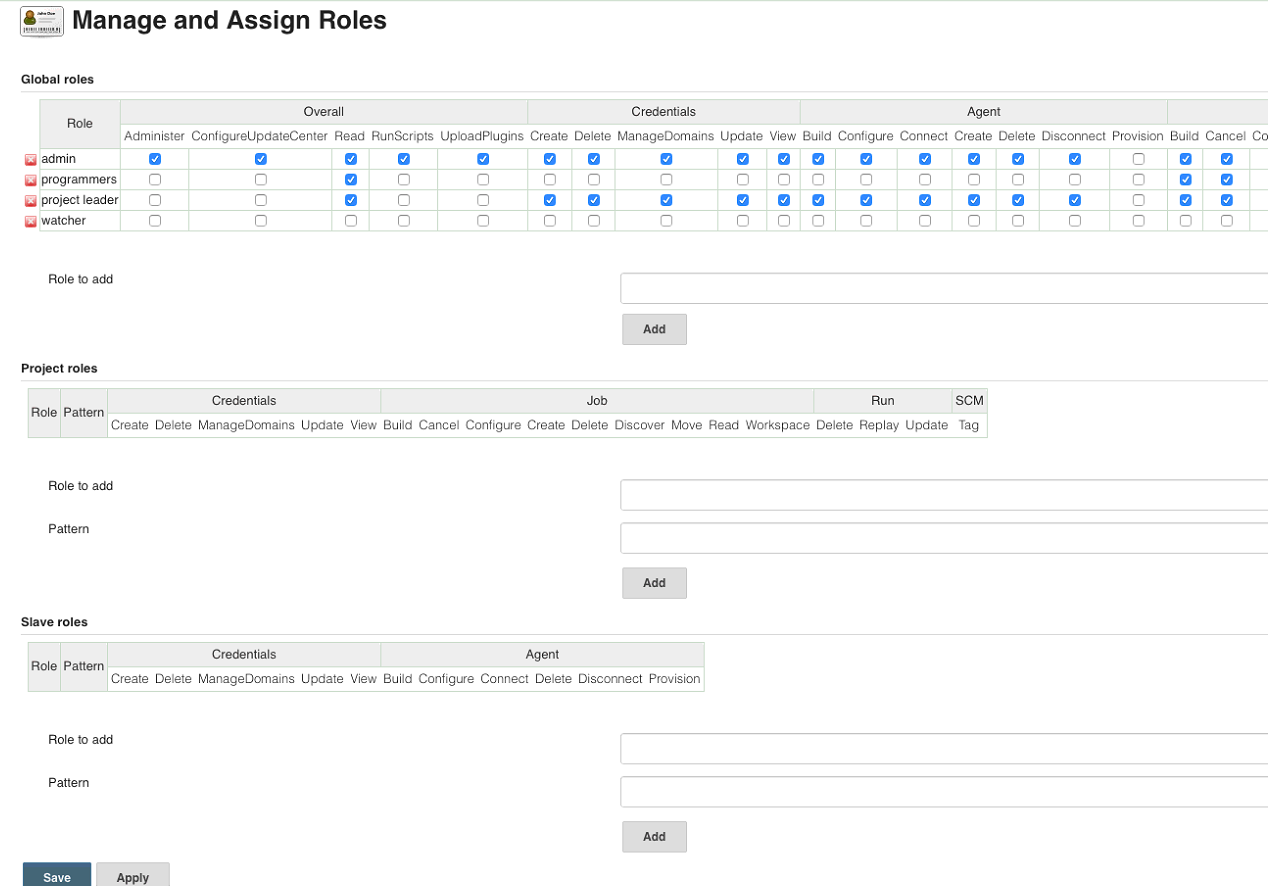 Manage and Assign Roles
Global roles
Role
Overall Credentials Agent
Administer ConfigureUpdateCenter Read RunScripts UploadPlugins Create Delete ManageDomains Update View Build Configure Connect Create Delete Disconnect Provision Build Cancel Co
admin
programmers
project leader
watcher
Role to add
Add
Project roles
Role Pattern
Credentials Job Run SCM
Create Delete ManageDomains Update View Build Cancel Configure Create Delete Discover Move Read Workspace Delete Replay Update Tag
Role to add
Pattern
Add
Slave roles
Role Pattern
Credentials Agent
Create Delete ManageDomains Update View Build Configure Connect Delete Disconnect Provision
Role to add
Pattern
Add
Save Apply